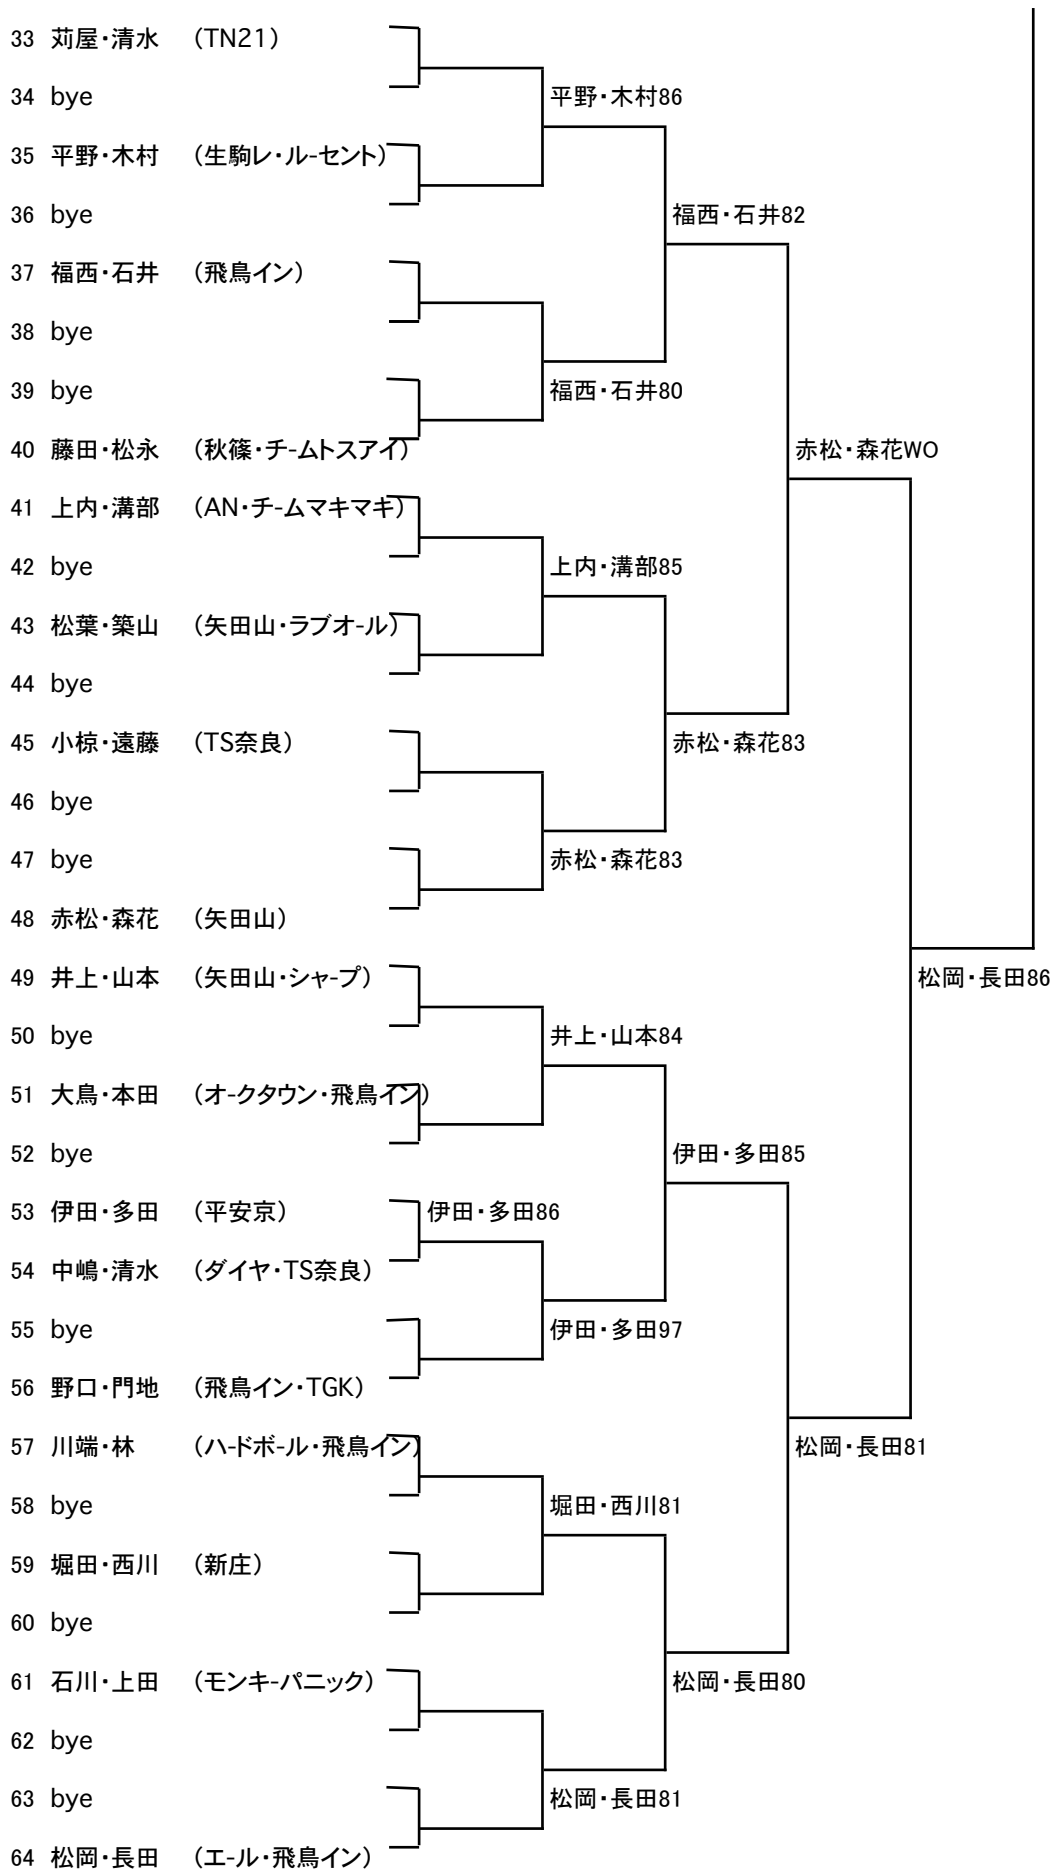 33 苅屋・清水 （TN21）
34 bye
平野・木村86
35 平野・木村 （生駒レ・ル-セント）
36 bye
福西・石井82
37 福西・石井 （飛鳥イン）
38 bye
39 bye
福西・石井80
40 藤田・松永 （秋篠・チ-ムトスアイ）
赤松・森花WO
41 上内・溝部 （AN・チ-ムマキマキ）
42 bye
上内・溝部85
43 松葉・築山 （矢田山・ラブオ-ル）
44 bye
45 小椋・遠藤 （TS奈良）
赤松・森花83
46 bye
47 bye
赤松・森花83
48 赤松・森花 （矢田山）
49 井上・山本 （矢田山・シャ-プ）
松岡・長田86
50 bye
井上・山本84
51 大鳥・本田 （オ-クタウン・飛鳥イン）
52 bye
伊田・多田85
53 伊田・多田 （平安京）
伊田・多田86
54 中嶋・清水 （ダイヤ・TS奈良）
55 bye
伊田・多田97
56 野口・門地 （飛鳥イン・TGK）
57 川端・林 （ハ-ドボ-ル・飛鳥イン）
松岡・長田81
58 bye
堀田・西川81
59 堀田・西川 （新庄）
60 bye
61 石川・上田 （モンキ-パニック）
松岡・長田80
62 bye
63 bye
松岡・長田81
64 松岡・長田 （エ-ル・飛鳥イン）